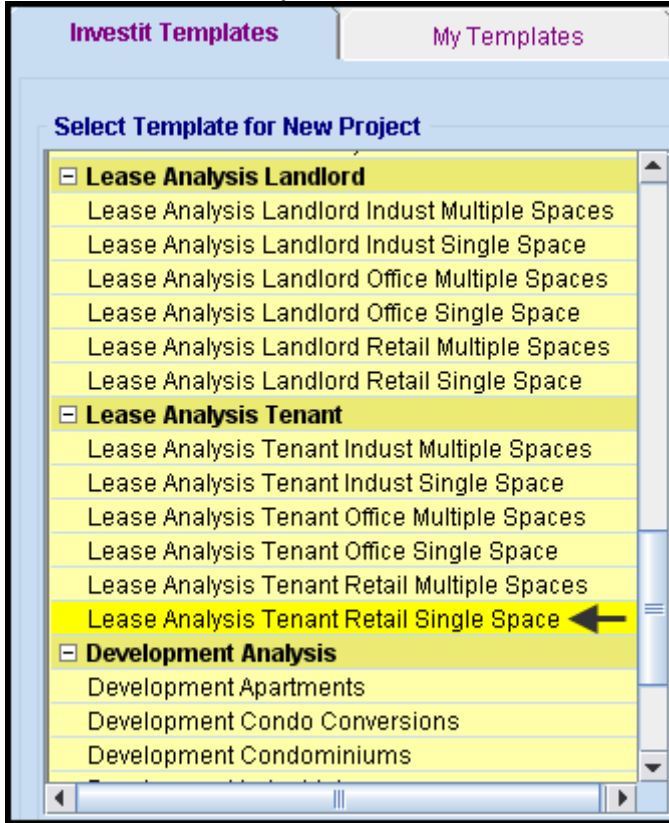 Investit Templates
My Templates
Select Template for New Project
Lease Analysis Landlord
Lease Analysis Landlord Indust Multiple Spaces
Lease Analysis Landlord Indust Single Space
Lease Analysis Landlord Office Multiple Spaces
Lease Analysis Landlord Office Single Space
Lease Analysis Landlord Retail Multiple Spaces
Lease Analysis Landlord Retail Single Space
Lease Analysis Tenant
Lease Analysis Tenant Indust Multiple Spaces
Lease Analysis Tenant Indust Single Space
Lease Analysis Tenant Office Multiple Spaces
Lease Analysis Tenant Office Single Space
Lease Analysis Tenant Retail Multiple Spaces
Lease Analysis Tenant Retail Single Space
Development Analysis
Development Apartments
Development Condo Conversions
Development Condominiums